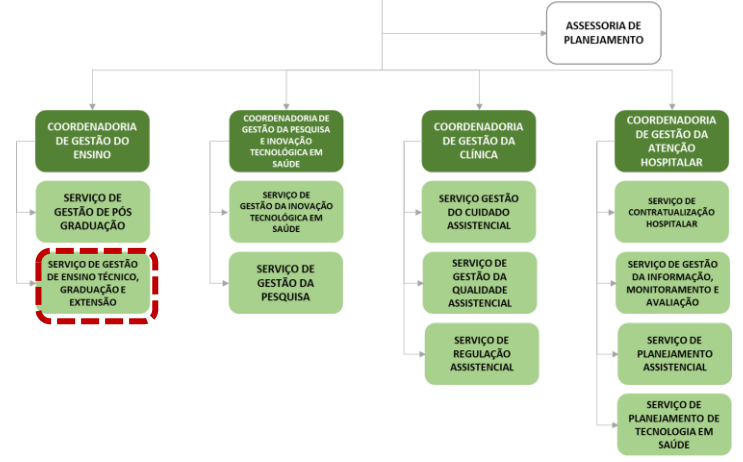 ASSESSORIA DE
PLANEJAMENTO
COORDENADORIA
DE GESTÃO DO
ENSINO
SERVIÇO DE
GESTÃO DE PÓS
GRADUAÇÃO
SERVIÇO DE GESTÃO
DE ENSINO TÉCNICO,
GRADUAÇÃO E
EXTENSÃO
COORDENADORIA DE
GESTÃO DA PESQUISA
E INOVAÇÃO
TECNOLÓGICA EM
SAÚDE
SERVIÇO DE
GESTÃO DA INOVAÇÃO
TECNOLÓGICA EM
SAÚDE
SERVIÇO DE
GESTÃO DA
PESQUISA
COORDENADORIA
DE GESTÃO DA
CLÍNICA
SERVIÇO GESTÃO
DO CUIDADO
ASSISTENCIAL
SERVIÇO DE
GESTÃO DA
QUALIDADE
ASSISTENCIAL
SERVIÇO DE
REGULAÇÃO
ASSISTENCIAL
COORDENADORIA
DE GESTÃO DA
ATENÇÃO
HOSPITALAR
SERVIÇO DE
CONTRATUALIZAÇÃO
HOSPITALAR
SERVIÇO DE GESTÃO
DA INFORMAÇÃO,
MONITORAMENTO E
AVALIAÇÃO
SERVIÇO DE
PLANEJAMENTO
ASSISTENCIAL
SERVIÇO DE
PLANEJAMENTO DE
TECNOLOGIA EM
SAÚDE